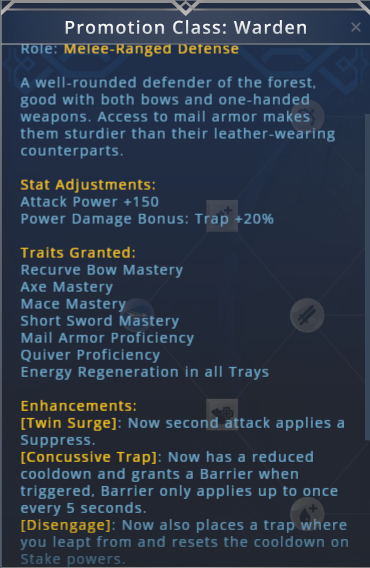 Promotion Class: Warden
Role: Melee-Ranged Defense
A well-rounded defender of the forest,
good with both bows and one-handed
weapons. Access to mail armor makes
them sturdier than their leather-wearing
counterparts.
Stat Adjustments:
Attack Power +150
Power Damage Bonus: Trap +20%
Traits Granted:
Recurve Bow Mastery
Axe Mastery
Mace Mastery
Short Sword Mastery
Mail Armor Proficiency
Quiver Proficiency
Energy Regeneration in all Trays
Enhancements:
[Twin Surge]: Now second attack applies a
Suppress.
[Concussive Trap]: Now has a reduced
cooldown and grants a Barrier when
triggered, Barrier only applies up to once
every 5 seconds.
[Disengage]: Now also places a trap where
you leapt from and resets the cooldown on
Stake powers.